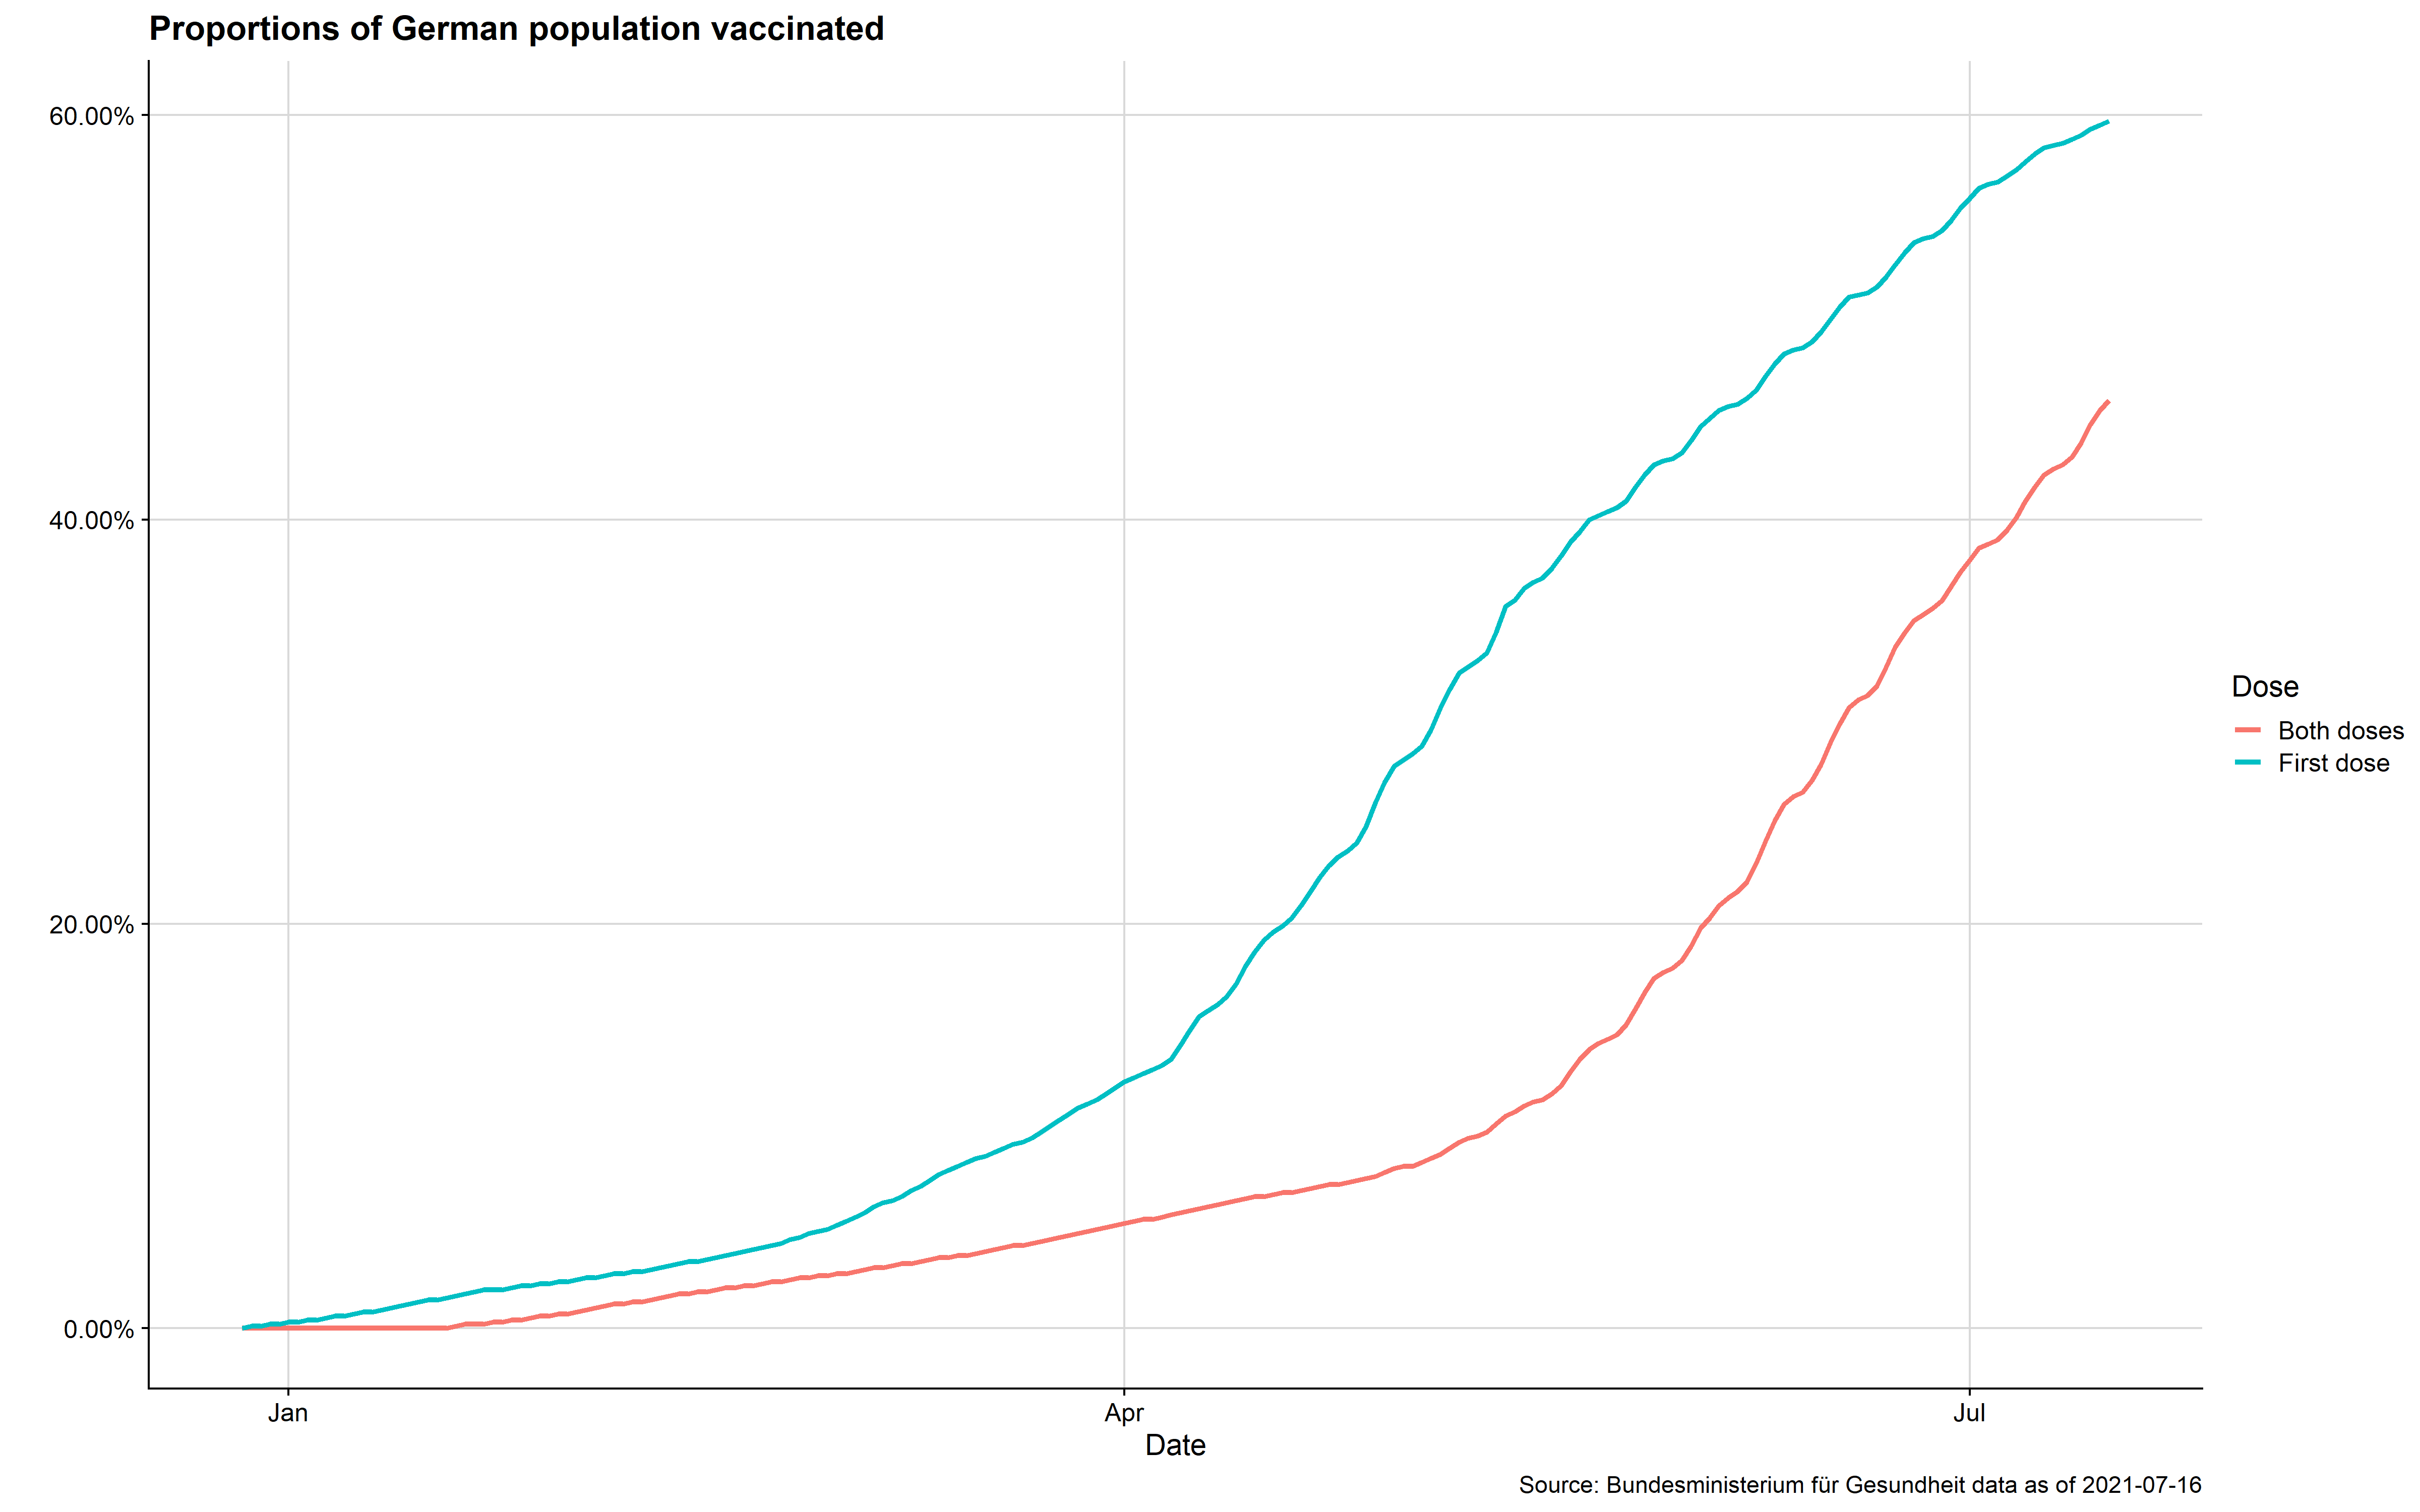 Proportions of German population vaccinated
60.00%
40.00%
20.00%
0.00%
Jan
Apr
Jul
Date
Dose
Both doses
First dose
Source: Bundesministerium für Gesundheit data as of 2021-07-16